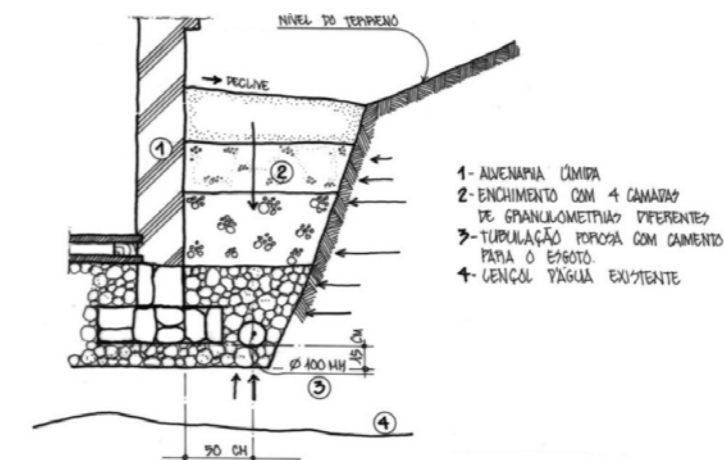 NÍVEL DO TERRENO
DECLIVE
1
2
1- ALVENARIA ÚMIDA
2- ENCHIMENTO COM 4 CAMADAS
DE GRANULOMETRIAS DIFERENTES
3- TUBULAÇÃO POROSA COM CAIMENTO
PARA O ESGOTO.
4- LENÇOL D'ÁGUA EXISTENTE
15 CM
Ø 100 MM
3
4
50 CM